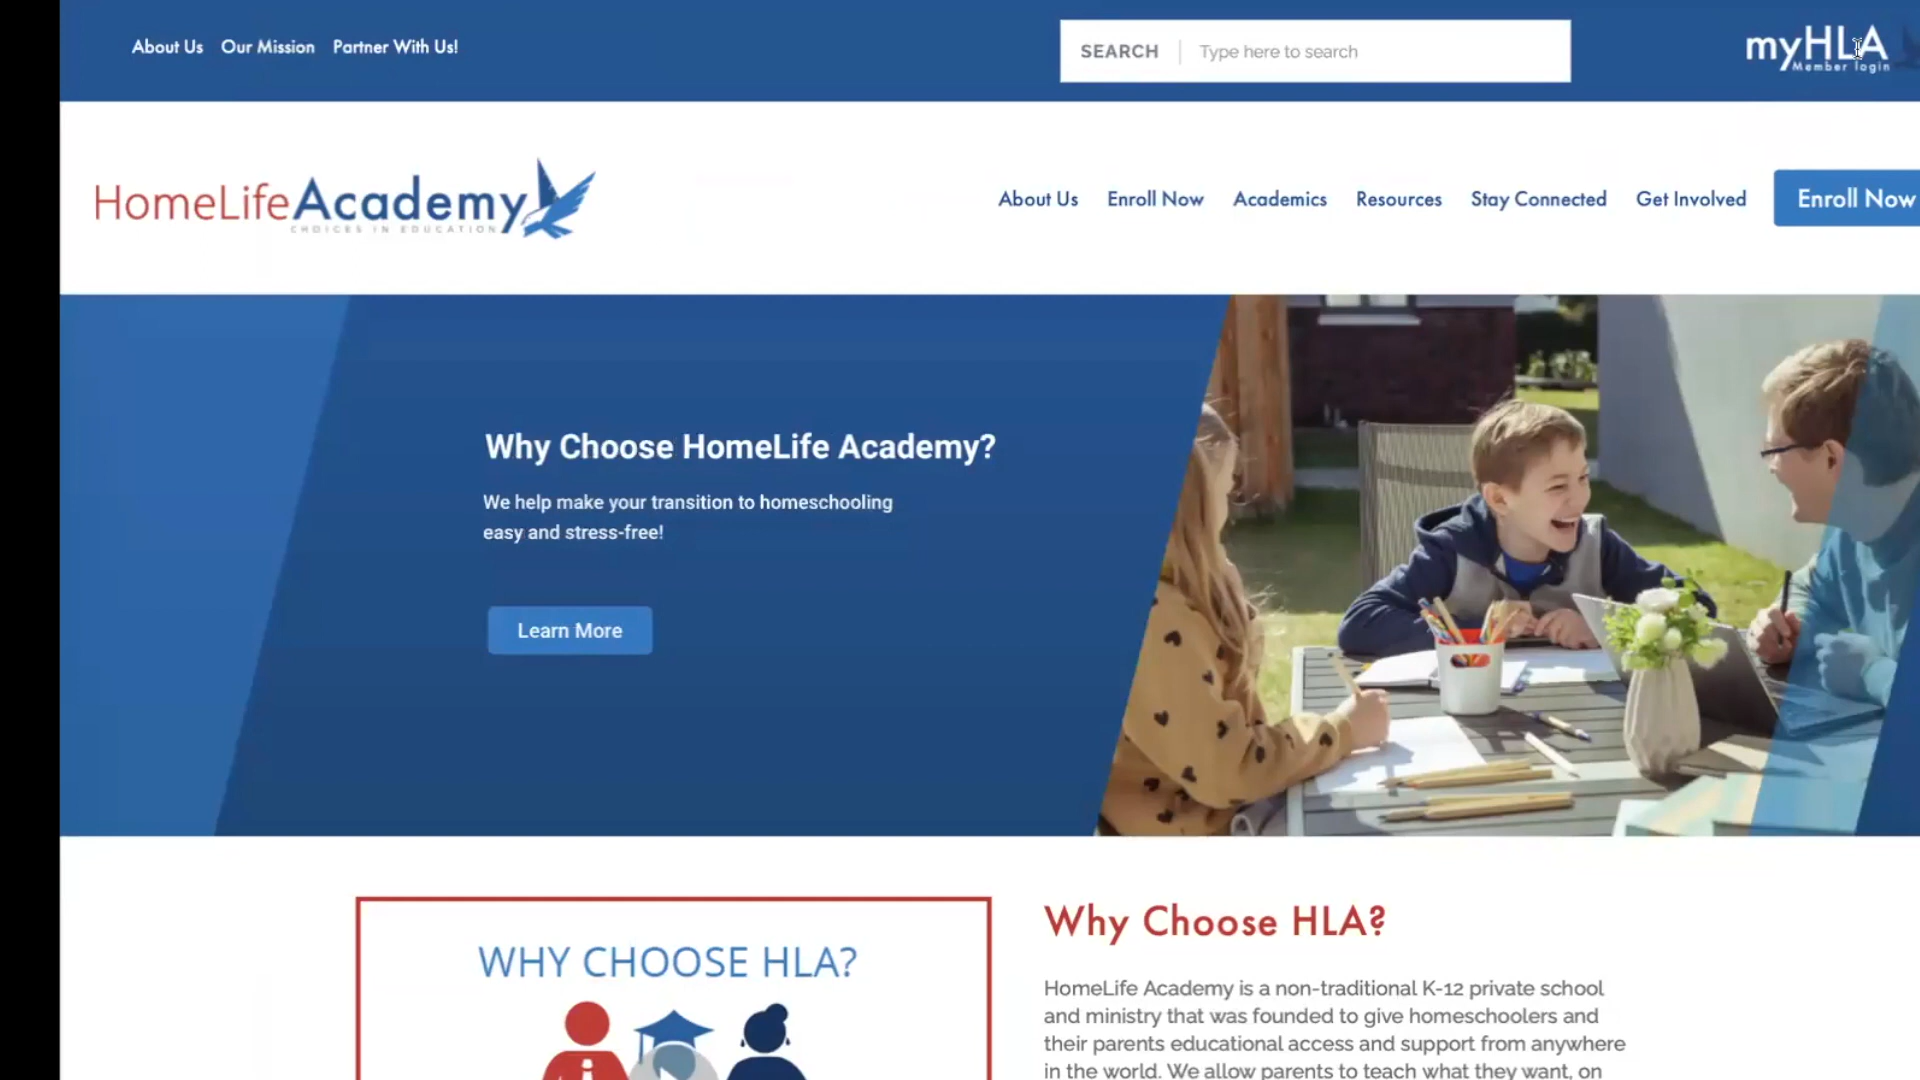 About Us Our Mission Partner With Us!
SEARCH Type here to search
myHLA
Member login
HomeLifeAcademy
CHOICES IN EDUCATION
About Us Enroll Now Academics Resources Stay Connected Get Involved Enroll Now
Why Choose HomeLife Academy?
We help make your transition to homeschooling
easy and stress-free!
Learn More
WHY CHOOSE HLA?
Why Choose HLA?
HomeLife Academy is a non-traditional K-12 private school
and ministry that was founded to give homeschoolers and
their parents educational access and support from anywhere
in the world. We allow parents to teach what they want, on